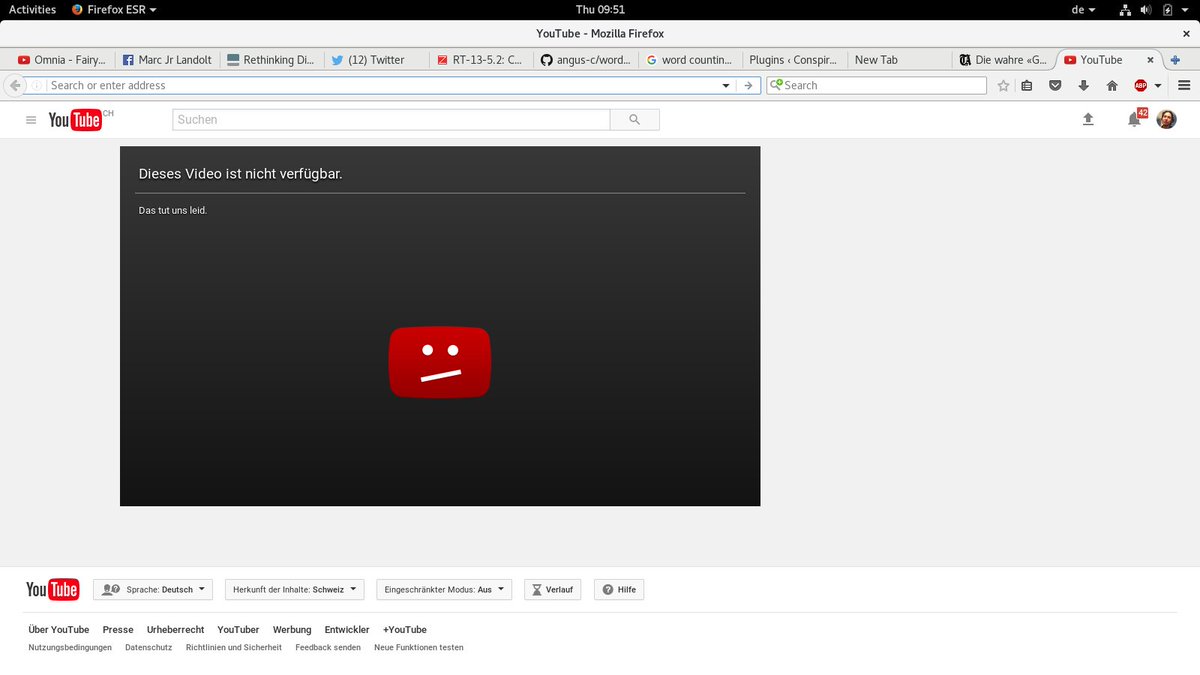 Activities Firefox ESR Thu 09:51 de
YouTube - Mozilla Firefox
Omnia - Fairy... Marc Jr Landolt Rethinking Di... (12) Twitter RT-13-5.2: C... angus-c/word... word countin... Plugins ‹ Conspir... New Tab Die wahre «G... YouTube
Search or enter address Search ABP
YouTube CH Suchen 42
Dieses Video ist nicht verfügbar.
Das tut uns leid.
YouTube Sprache: Deutsch Herkunft der Inhalte: Schweiz Eingeschränkter Modus: Aus Verlauf Hilfe
Über YouTube Presse Urheberrecht YouTuber Werbung Entwickler +YouTube
Nutzungsbedingungen Datenschutz Richtlinien und Sicherheit Feedback senden Neue Funktionen testen